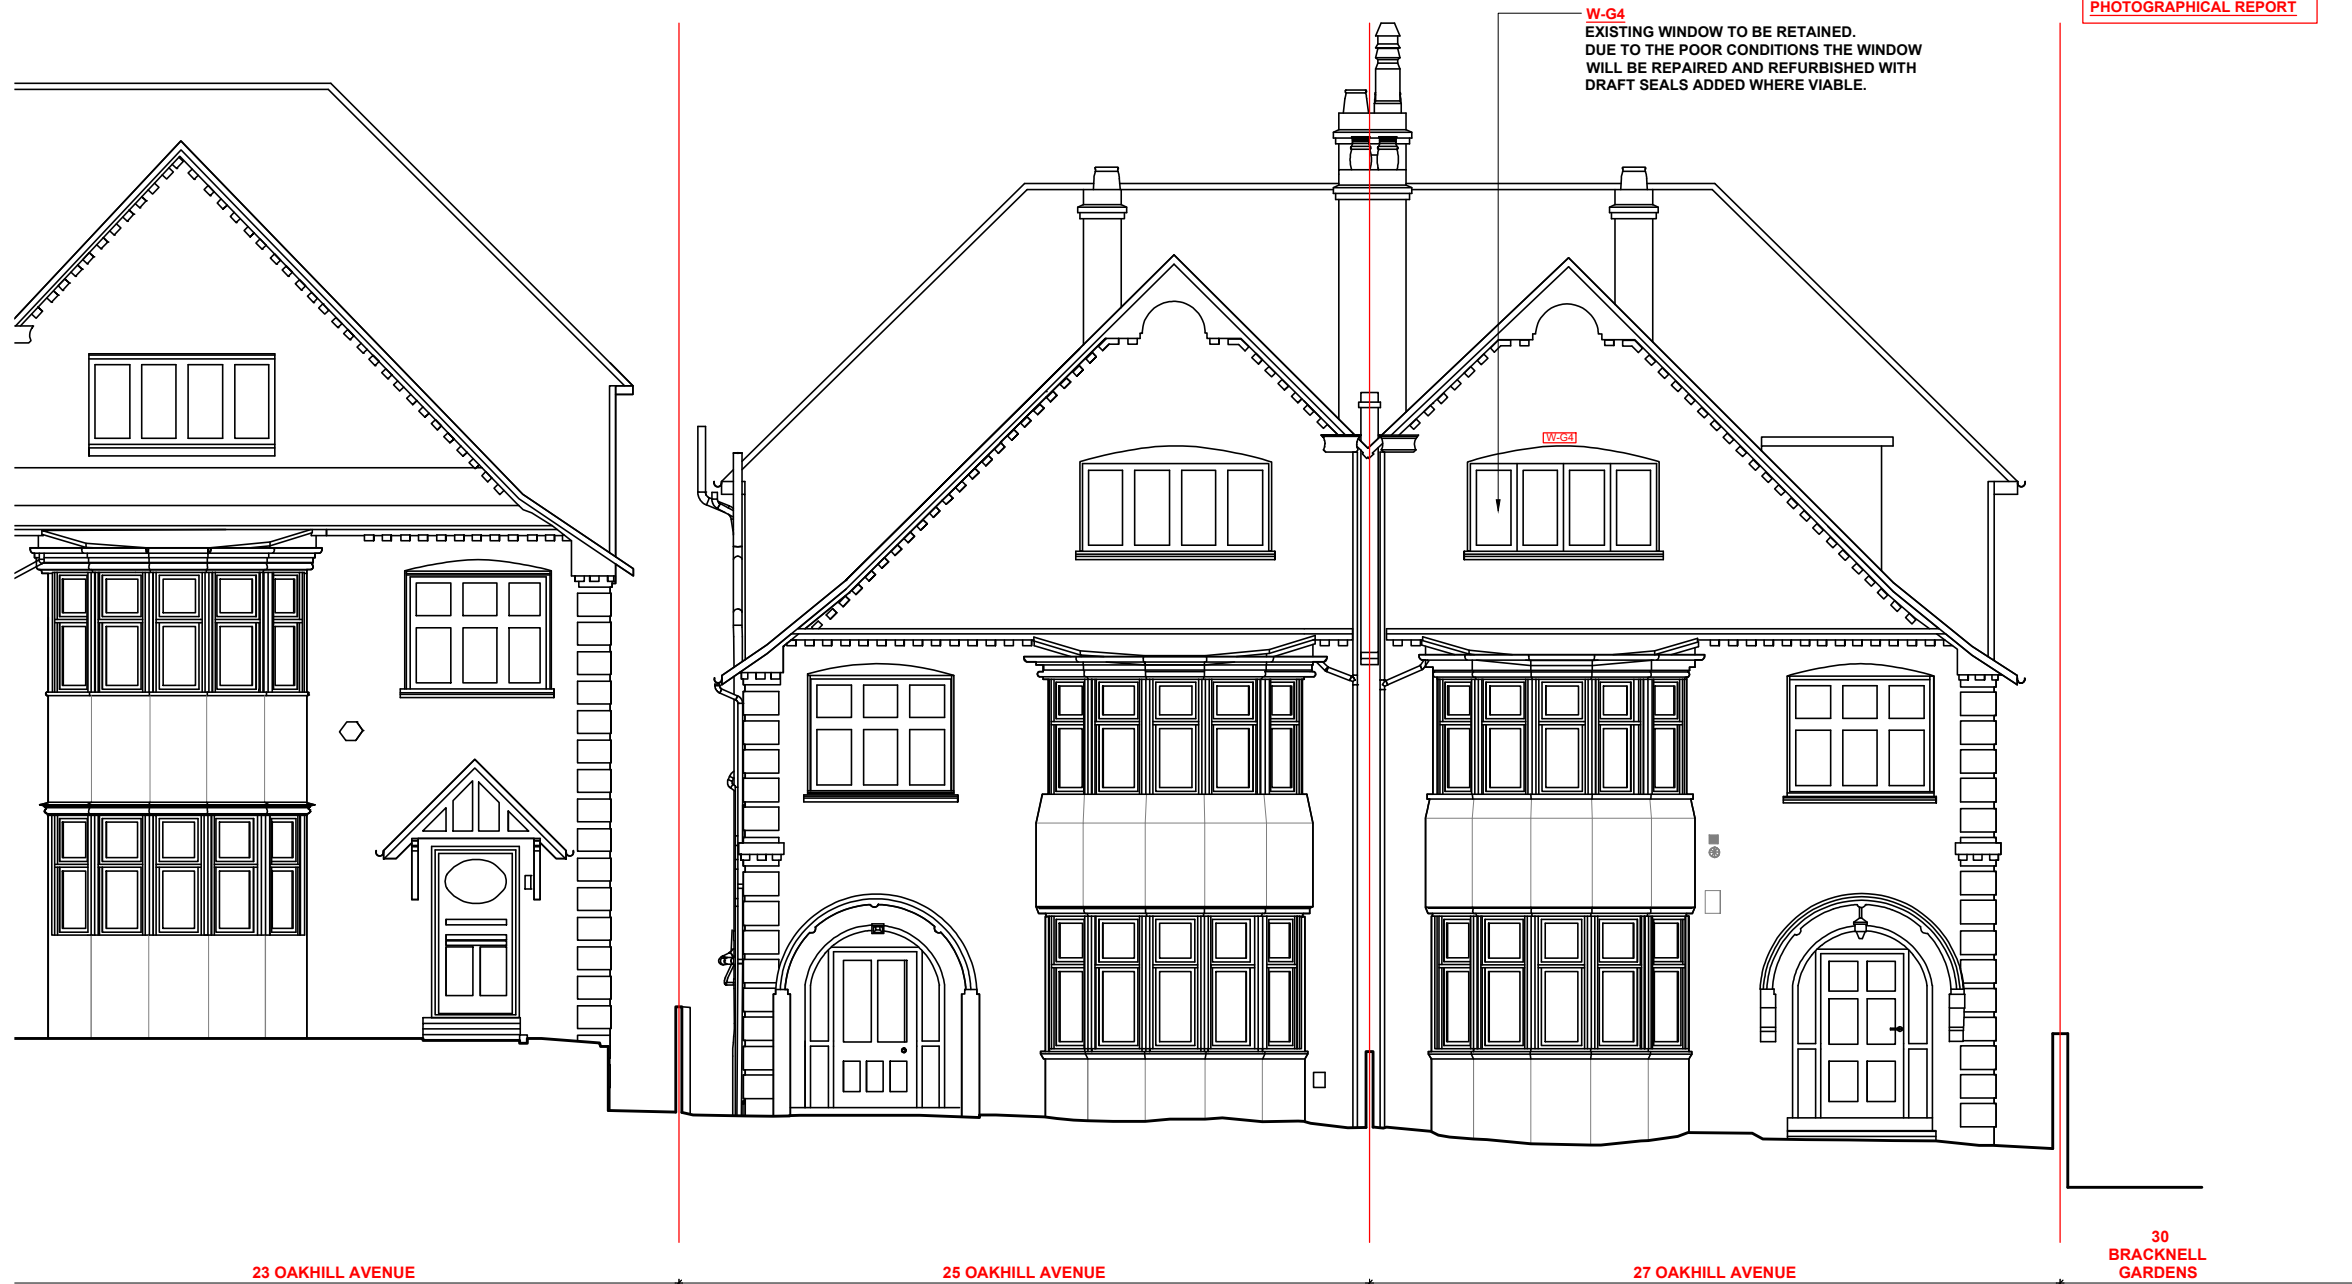 PHOTOGRAPHICAL REPORT
W-G4
EXISTING WINDOW TO BE RETAINED.
DUE TO THE POOR CONDITIONS THE WINDOW
WILL BE REPAIRED AND REFURBISHED WITH
DRAFT SEALS ADDED WHERE VIABLE.
W-G4
23 OAKHILL AVENUE
25 OAKHILL AVENUE
27 OAKHILL AVENUE
30
BRACKNELL
GARDENS